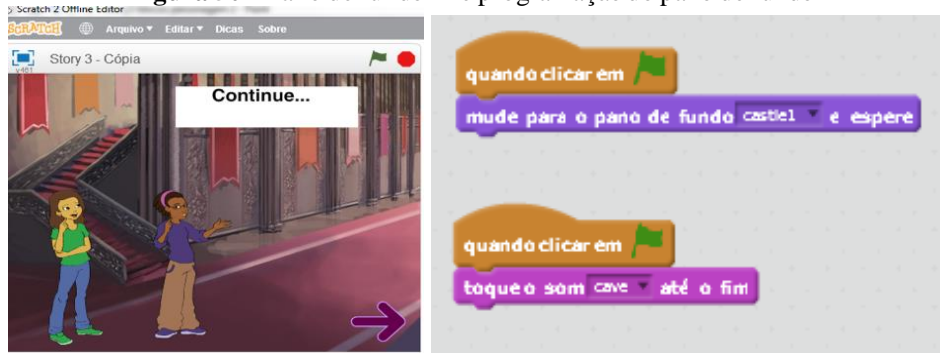 Scratch 2 Offline Editor
SCRATCH Arquivo Editar Dicas Sobre
Story 3 - Cópia
v461
Continue...
quando clicar em
mude para o pano de fundo castle1 e espere
quando clicar em
toque o som cave até o fim